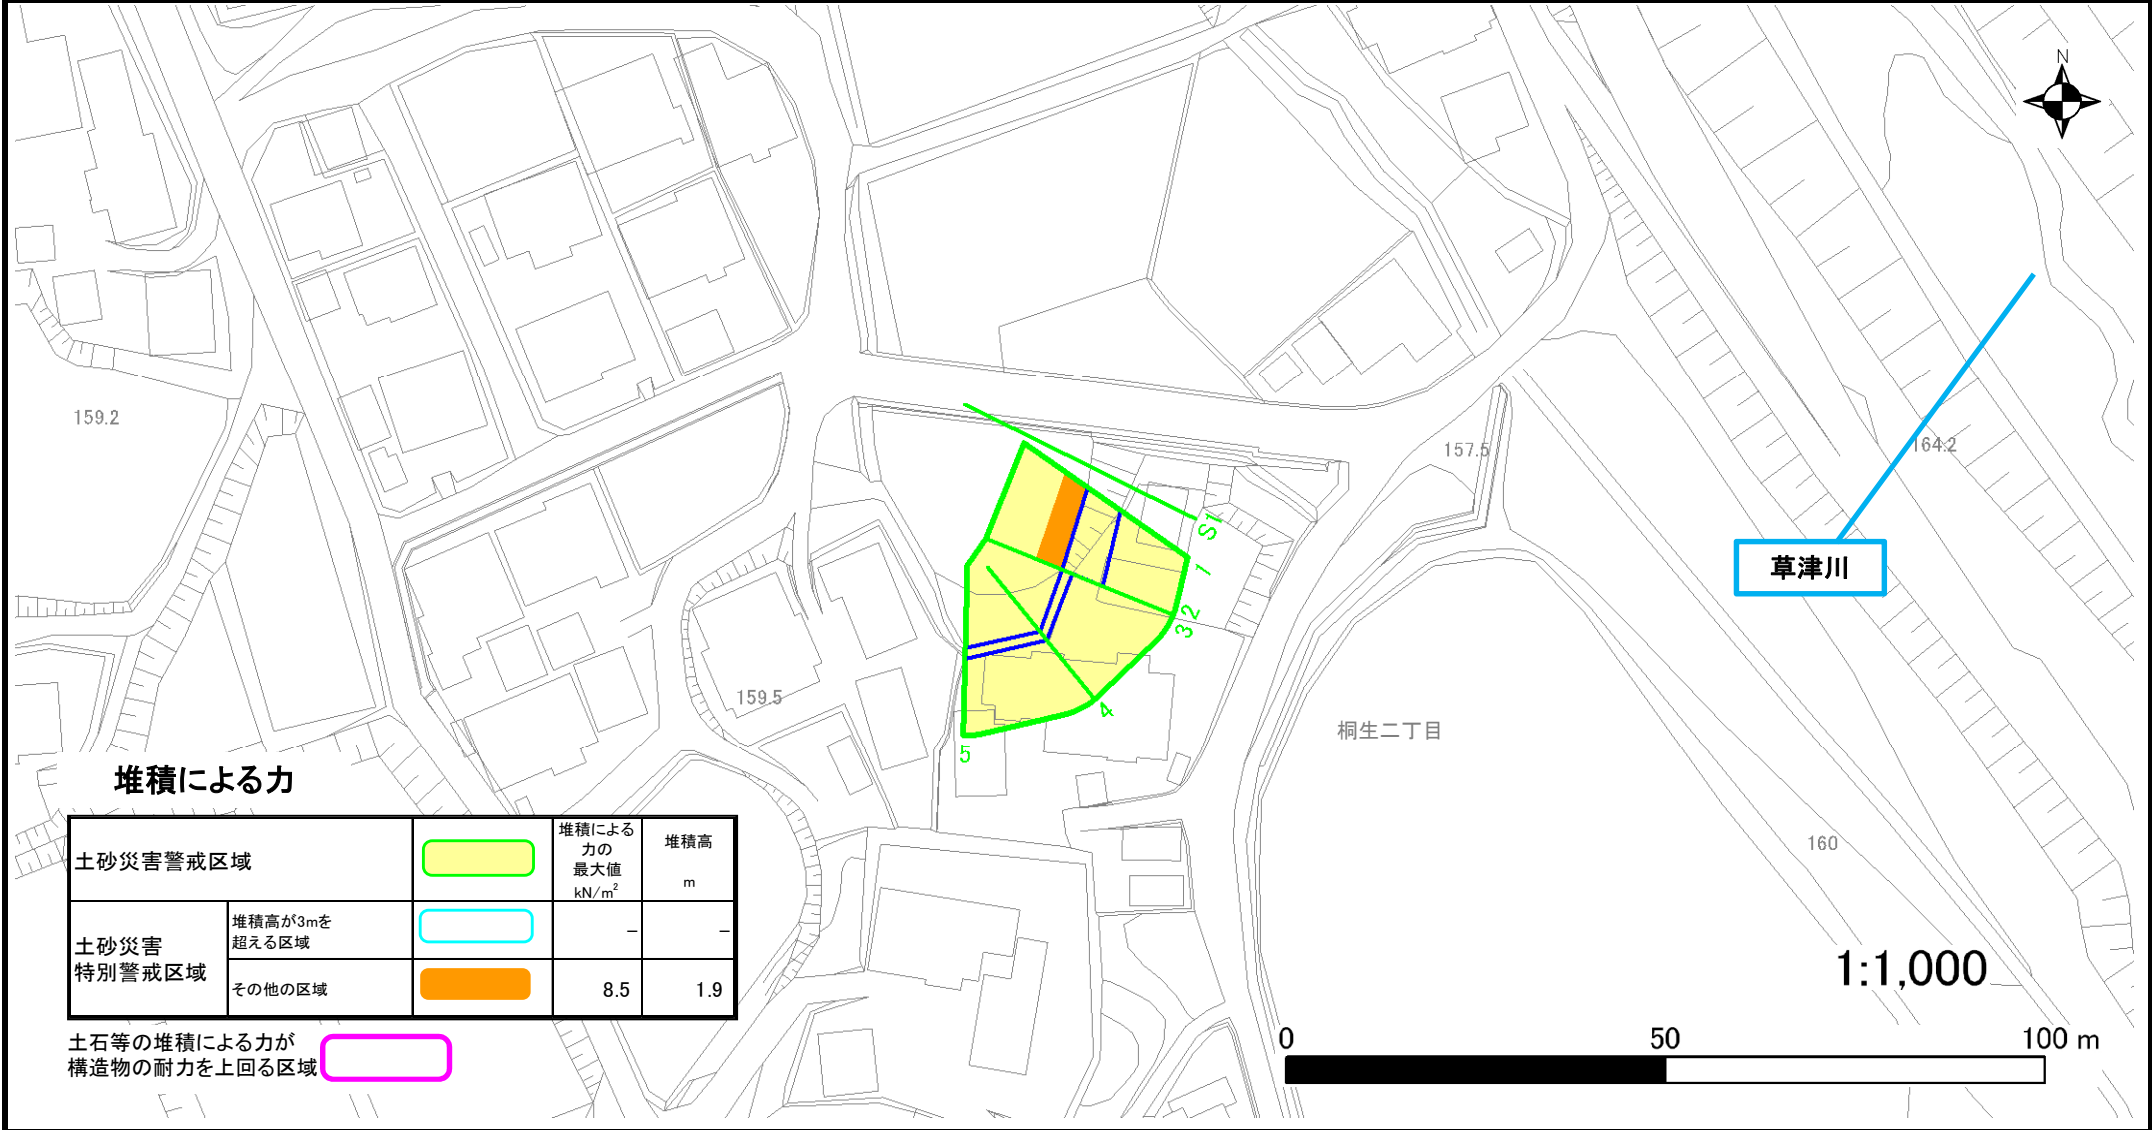 N
159.2
157.5
164.2
S1
1
2
3
4
5
草津川
159.5
桐生二丁目
160
堆積による力
土砂災害警戒区域
堆積による
力の
最大値
kN/m²
堆積高
m
土砂災害
特別警戒区域
堆積高が3mを
超える区域
－
－
その他の区域
8.5
1.9
土石等の堆積による力が
構造物の耐力を上回る区域
1:1,000
0
50
100 m